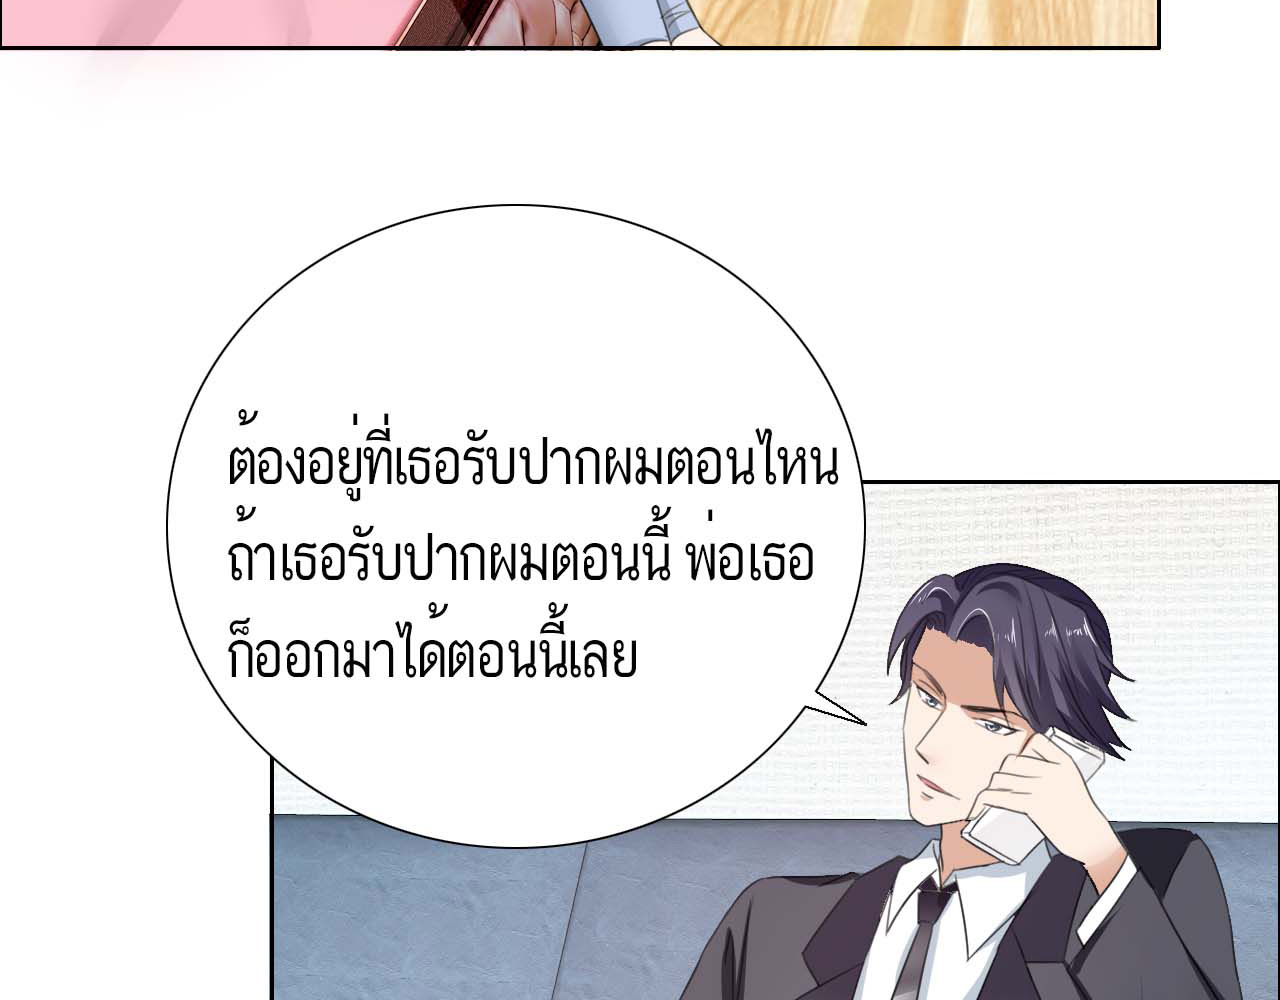 ต้องอยู่ที่เธอรับปากผมตอนไหน
ถ้าเธอรับปากผมตอนนี้ พ่อเธอ
ก็ออกมาได้ตอนนี้เลย